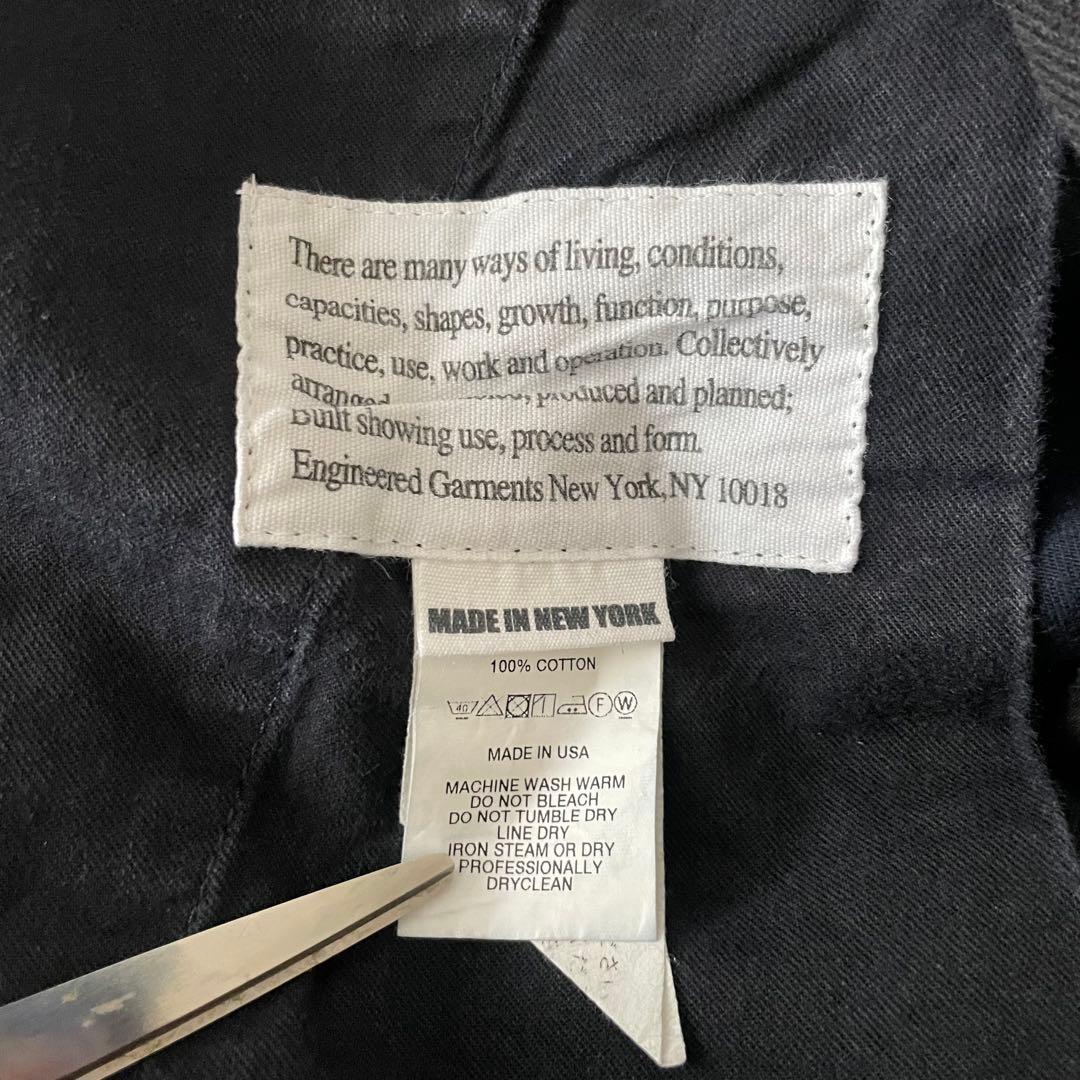 There are many ways of living, conditions,
capacities, shapes, growth, function, purpose,
practice, use, work and operation. Collectively
produced and planned;
Built showing use, process and form.
Engineered Garments New York, NY 10018
MADE IN NEW YORK
100% COTTON
40 F W
MADE IN USA
MACHINE WASH WARM
DO NOT BLEACH
DO NOT TUMBLE DRY
LINE DRY
IRON STEAM OR DRY
PROFESSIONALLY
DRYCLEAN